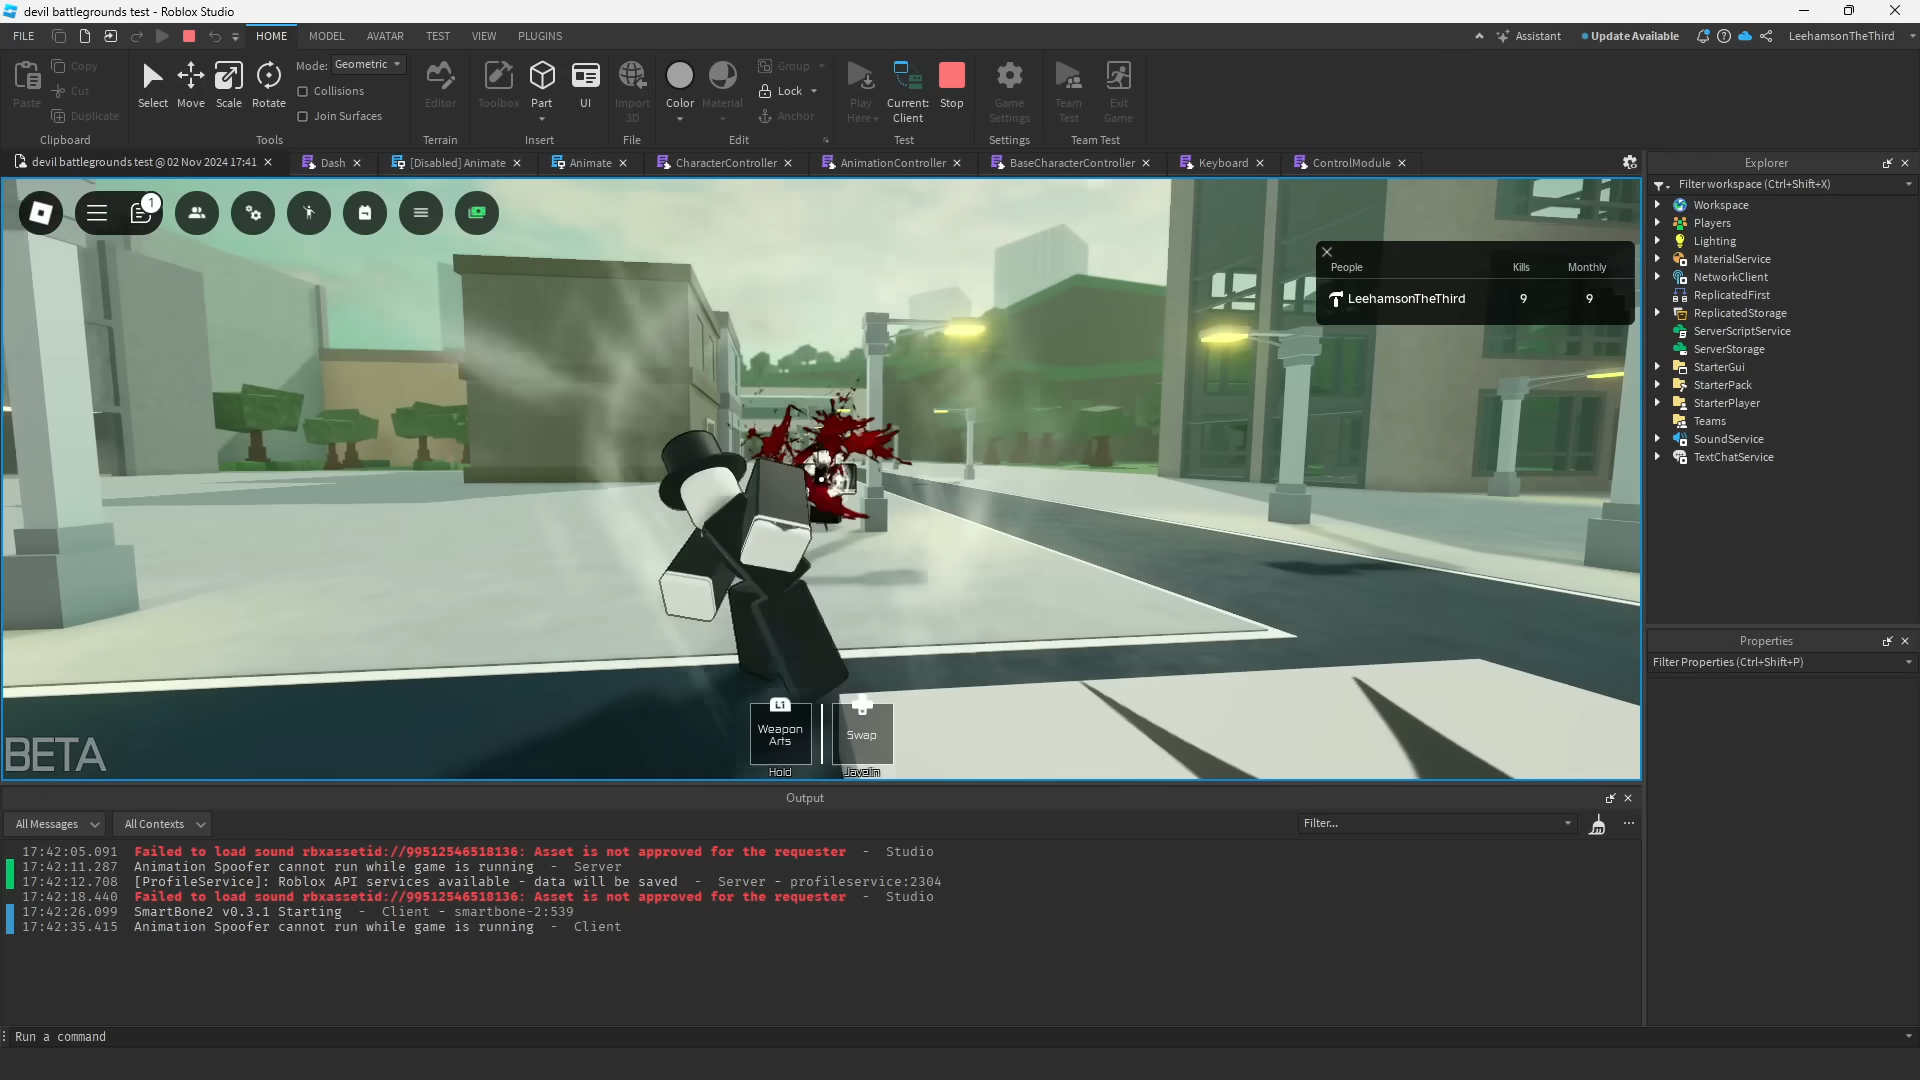 devil battlegrounds test - Roblox Studio
FILE HOME MODEL AVATAR TEST VIEW PLUGINS Assistant Update Available LeehamsonTheThird
Paste Copy Cut Duplicate Clipboard
Select Move Scale Rotate Mode: Geometric Collisions Join Surfaces Tools
Editor Terrain
Toolbox Part UI Insert
Import 3D File
Color Material Group Lock Anchor Edit
Play Here Current: Client Stop Test
Game Settings Settings
Team Test Exit Game Team Test
devil battlegrounds test @ 02 Nov 2024 17:41 Dash [Disabled] Animate Animate CharacterController AnimationController BaseCharacterController Keyboard ControlModule
1
People Kills Monthly
LeehamsonTheThird 9 9
L1
Weapon Arts
Hold
Swap
Javelin
BETA
Explorer
Filter workspace (Ctrl+Shift+X)
Workspace
Players
Lighting
MaterialService
NetworkClient
ReplicatedFirst
ReplicatedStorage
ServerScriptService
ServerStorage
StarterGui
StarterPack
StarterPlayer
Teams
SoundService
TextChatService
Properties
Filter Properties (Ctrl+Shift+P)
Output
All Messages All Contexts Filter...
17:42:05.091 Failed to load sound rbxassetid://99512546518136: Asset is not approved for the requester - Studio
17:42:11.287 Animation Spoofer cannot run while game is running - Server
17:42:12.708 [ProfileService]: Roblox API services available - data will be saved - Server - profileservice:2304
17:42:18.440 Failed to load sound rbxassetid://99512546518136: Asset is not approved for the requester - Studio
17:42:26.099 SmartBone2 v0.3.1 Starting - Client - smartbone-2:539
17:42:35.415 Animation Spoofer cannot run while game is running - Client
Run a command